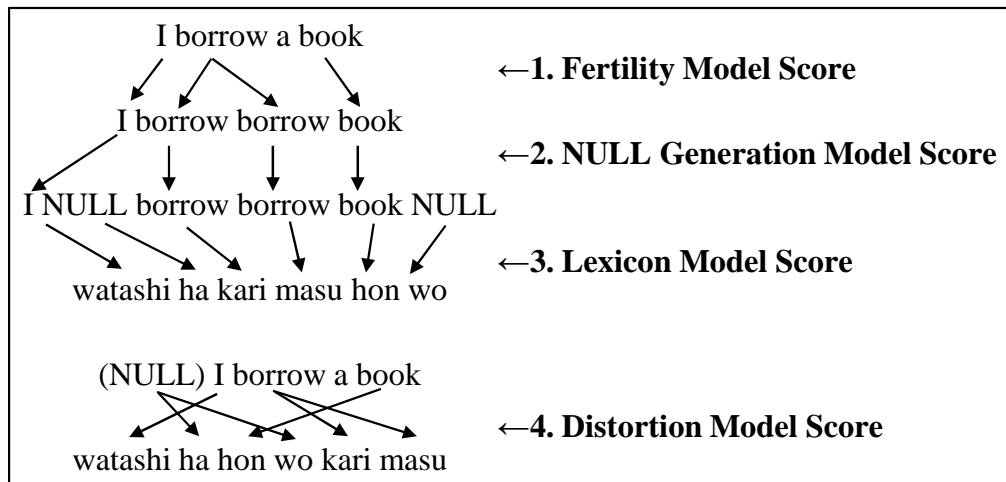 I borrow a book
←1. Fertility Model Score
I borrow borrow book
←2. NULL Generation Model Score
I NULL borrow borrow book NULL
←3. Lexicon Model Score
watashi ha kari masu hon wo
(NULL) I borrow a book
←4. Distortion Model Score
watashi ha hon wo kari masu